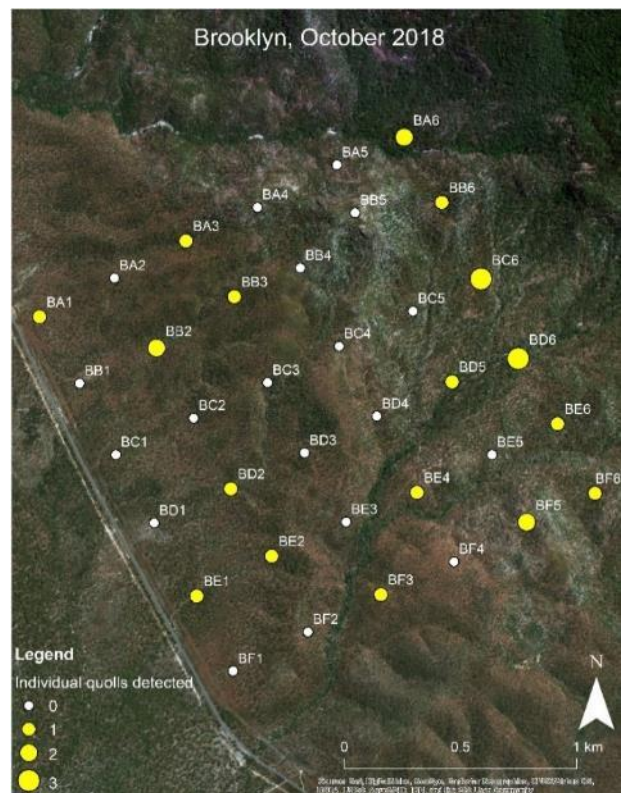 Brooklyn, October 2018
BA6
BA5
BB6
BA4
BB5
BA3
BB4
BC6
BA2
BB3
BA1
BC5
BB2
BC4
BD6
BB1
BC3
BD5
BC2
BD4
BE6
BC1
BD3
BE5
BD2
BE4
BF6
BD1
BE3
BF5
BE2
BF4
BE1
BF3
BF2
BF1
Legend
Individual quolls detected
0
1
2
3
N
0 0.5 1 km